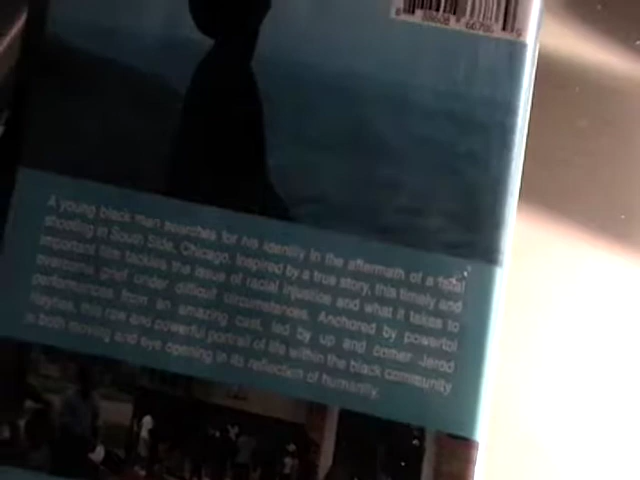 A young black man searches for his identity in the aftermath of a fatal
shooting in South Side, Chicago. Inspired by a true story, this timely and
important film tackles the issue of racial injustice and what it takes to
overcome grief under difficult circumstances. Anchored by powerful
performances from an amazing cast, led by up and comer Jerod
Haynes, this raw and powerful portrait of life within the black community
is both moving and eye opening in its reflection of humanity.